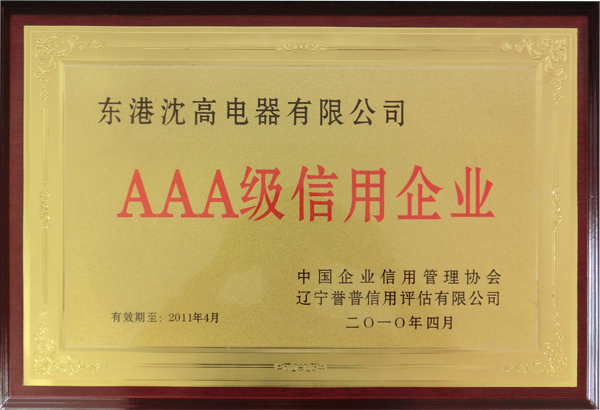 东港沈高电器有限公司
AAA级信用企业
中国企业信用管理协会
辽宁誉普信用评估有限公司
有效期至: 2011年4月
二〇一〇年四月